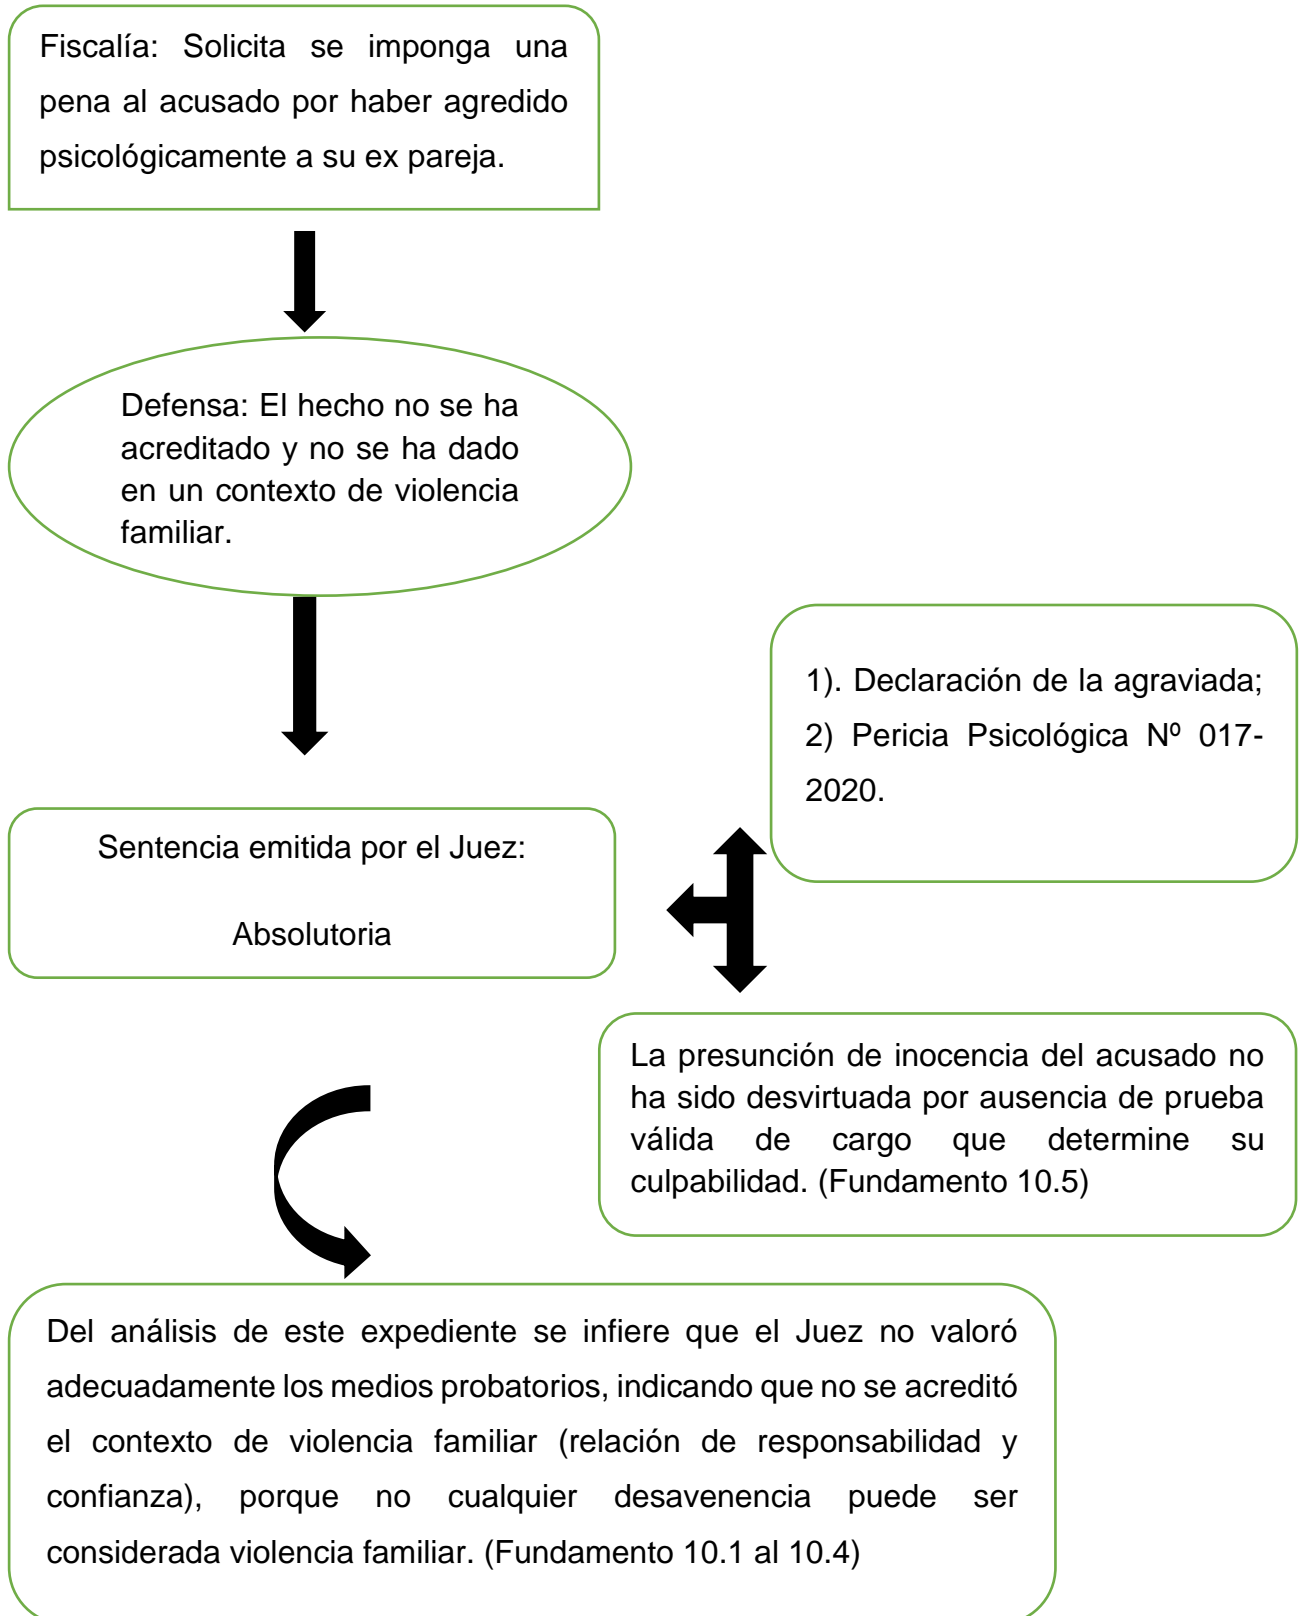 Fiscalía: Solicita se imponga una
pena al acusado por haber agredido
psicológicamente a su ex pareja.
Defensa: El hecho no se ha
acreditado y no se ha dado
en un contexto de violencia
familiar.
1). Declaración de la agraviada;
2) Pericia Psicológica Nº 017-
2020.
Sentencia emitida por el Juez:
Absolutoria
La presunción de inocencia del acusado no
ha sido desvirtuada por ausencia de prueba
válida de cargo que determine su
culpabilidad. (Fundamento 10.5)
Del análisis de este expediente se infiere que el Juez no valoró
adecuadamente los medios probatorios, indicando que no se acreditó
el contexto de violencia familiar (relación de responsabilidad y
confianza), porque no cualquier desavenencia puede ser
considerada violencia familiar. (Fundamento 10.1 al 10.4)